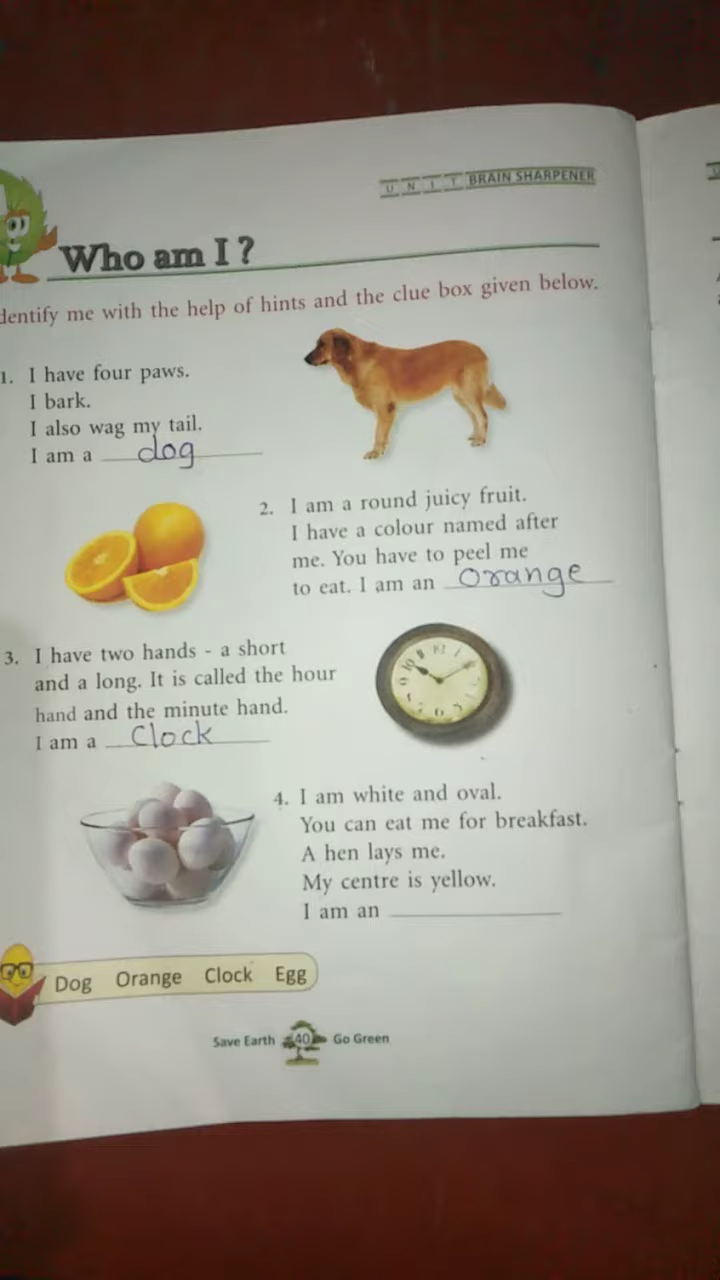 UNIT BRAIN SHARPENER
Who am I ?
dentify me with the help of hints and the clue box given below.
1. I have four paws.
I bark.
I also wag my tail.
I am a dog
2. I am a round juicy fruit.
I have a colour named after
me. You have to peel me
to eat. I am an orange
3. I have two hands - a short
and a long. It is called the hour
hand and the minute hand.
I am a Clock
4. I am white and oval.
You can eat me for breakfast.
A hen lays me.
My centre is yellow.
I am an
Dog Orange Clock Egg
Save Earth 40 Go Green